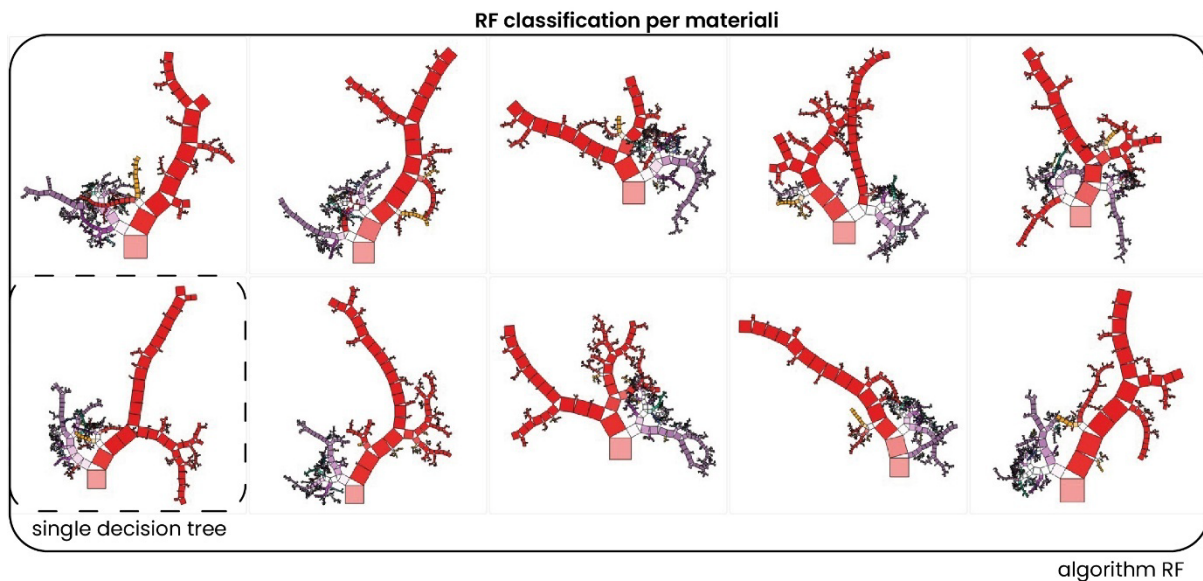 RF classification per materiali
single decision tree
algorithm RF